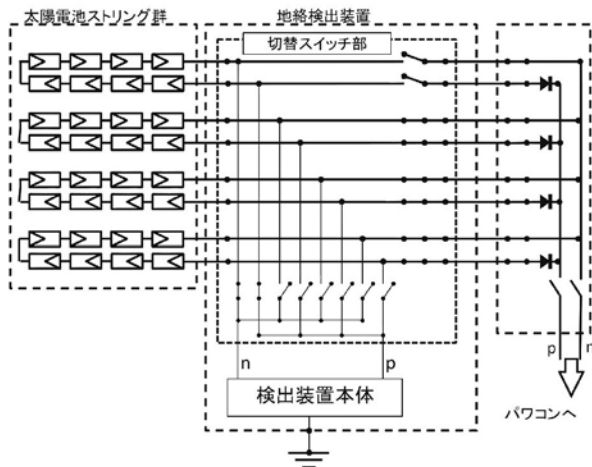 太陽電池ストリング群
地絡検出装置
切替スイッチ部
n
p
検出装置本体
p
n
パワコンへ